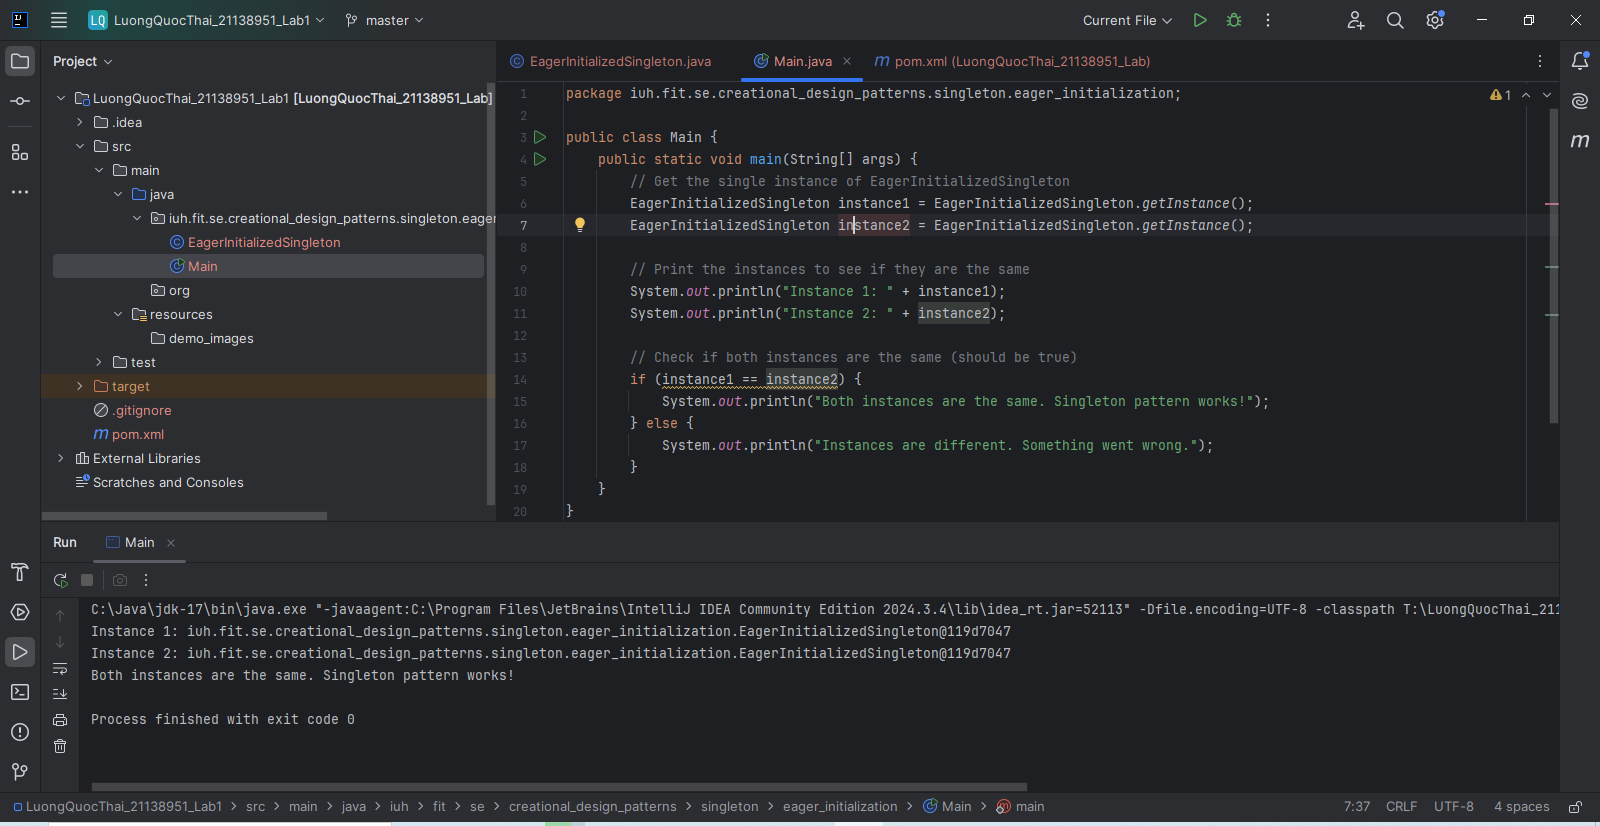 LQ LuongQuocThai_21138951_Lab1 master Current File
Project
LuongQuocThai_21138951_Lab1 [LuongQuocThai_21138951_Lab]
.idea
src
main
java
iuh.fit.se.creational_design_patterns.singleton.eager
EagerInitializedSingleton
Main
org
resources
demo_images
test
target
.gitignore
pom.xml
External Libraries
Scratches and Consoles
EagerInitializedSingleton.java Main.java pom.xml (LuongQuocThai_21138951_Lab)
1 package iuh.fit.se.creational_design_patterns.singleton.eager_initialization;
1
2
3 public class Main {
4 public static void main(String[] args) {
5 // Get the single instance of EagerInitializedSingleton
6 EagerInitializedSingleton instance1 = EagerInitializedSingleton.getInstance();
7 EagerInitializedSingleton instance2 = EagerInitializedSingleton.getInstance();
8
9 // Print the instances to see if they are the same
10 System.out.println("Instance 1: " + instance1);
11 System.out.println("Instance 2: " + instance2);
12
13 // Check if both instances are the same (should be true)
14 if (instance1 == instance2) {
15 System.out.println("Both instances are the same. Singleton pattern works!");
16 } else {
17 System.out.println("Instances are different. Something went wrong.");
18 }
19 }
20 }
Run Main
C:\Java\jdk-17\bin\java.exe "-javaagent:C:\Program Files\JetBrains\IntelliJ IDEA Community Edition 2024.3.4\lib\idea_rt.jar=52113" -Dfile.encoding=UTF-8 -classpath T:\LuongQuocThai_211
Instance 1: iuh.fit.se.creational_design_patterns.singleton.eager_initialization.EagerInitializedSingleton@119d7047
Instance 2: iuh.fit.se.creational_design_patterns.singleton.eager_initialization.EagerInitializedSingleton@119d7047
Both instances are the same. Singleton pattern works!
Process finished with exit code 0
LuongQuocThai_21138951_Lab1 > src > main > java > iuh > fit > se > creational_design_patterns > singleton > eager_initialization > Main > main 7:37 CRLF UTF-8 4 spaces